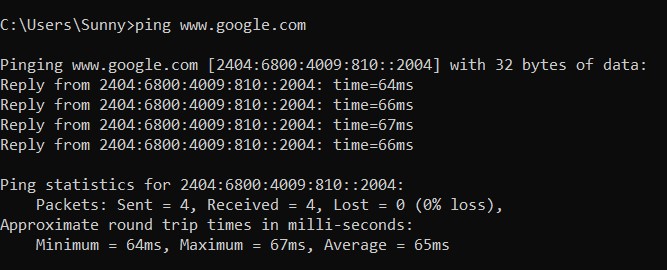 C:\Users\Sunny>ping www.google.com
Pinging www.google.com [2404:6800:4009:810::2004] with 32 bytes of data:
Reply from 2404:6800:4009:810::2004: time=64ms
Reply from 2404:6800:4009:810::2004: time=66ms
Reply from 2404:6800:4009:810::2004: time=67ms
Reply from 2404:6800:4009:810::2004: time=66ms
Ping statistics for 2404:6800:4009:810::2004:
Packets: Sent = 4, Received = 4, Lost = 0 (0% loss),
Approximate round trip times in milli-seconds:
Minimum = 64ms, Maximum = 67ms, Average = 65ms